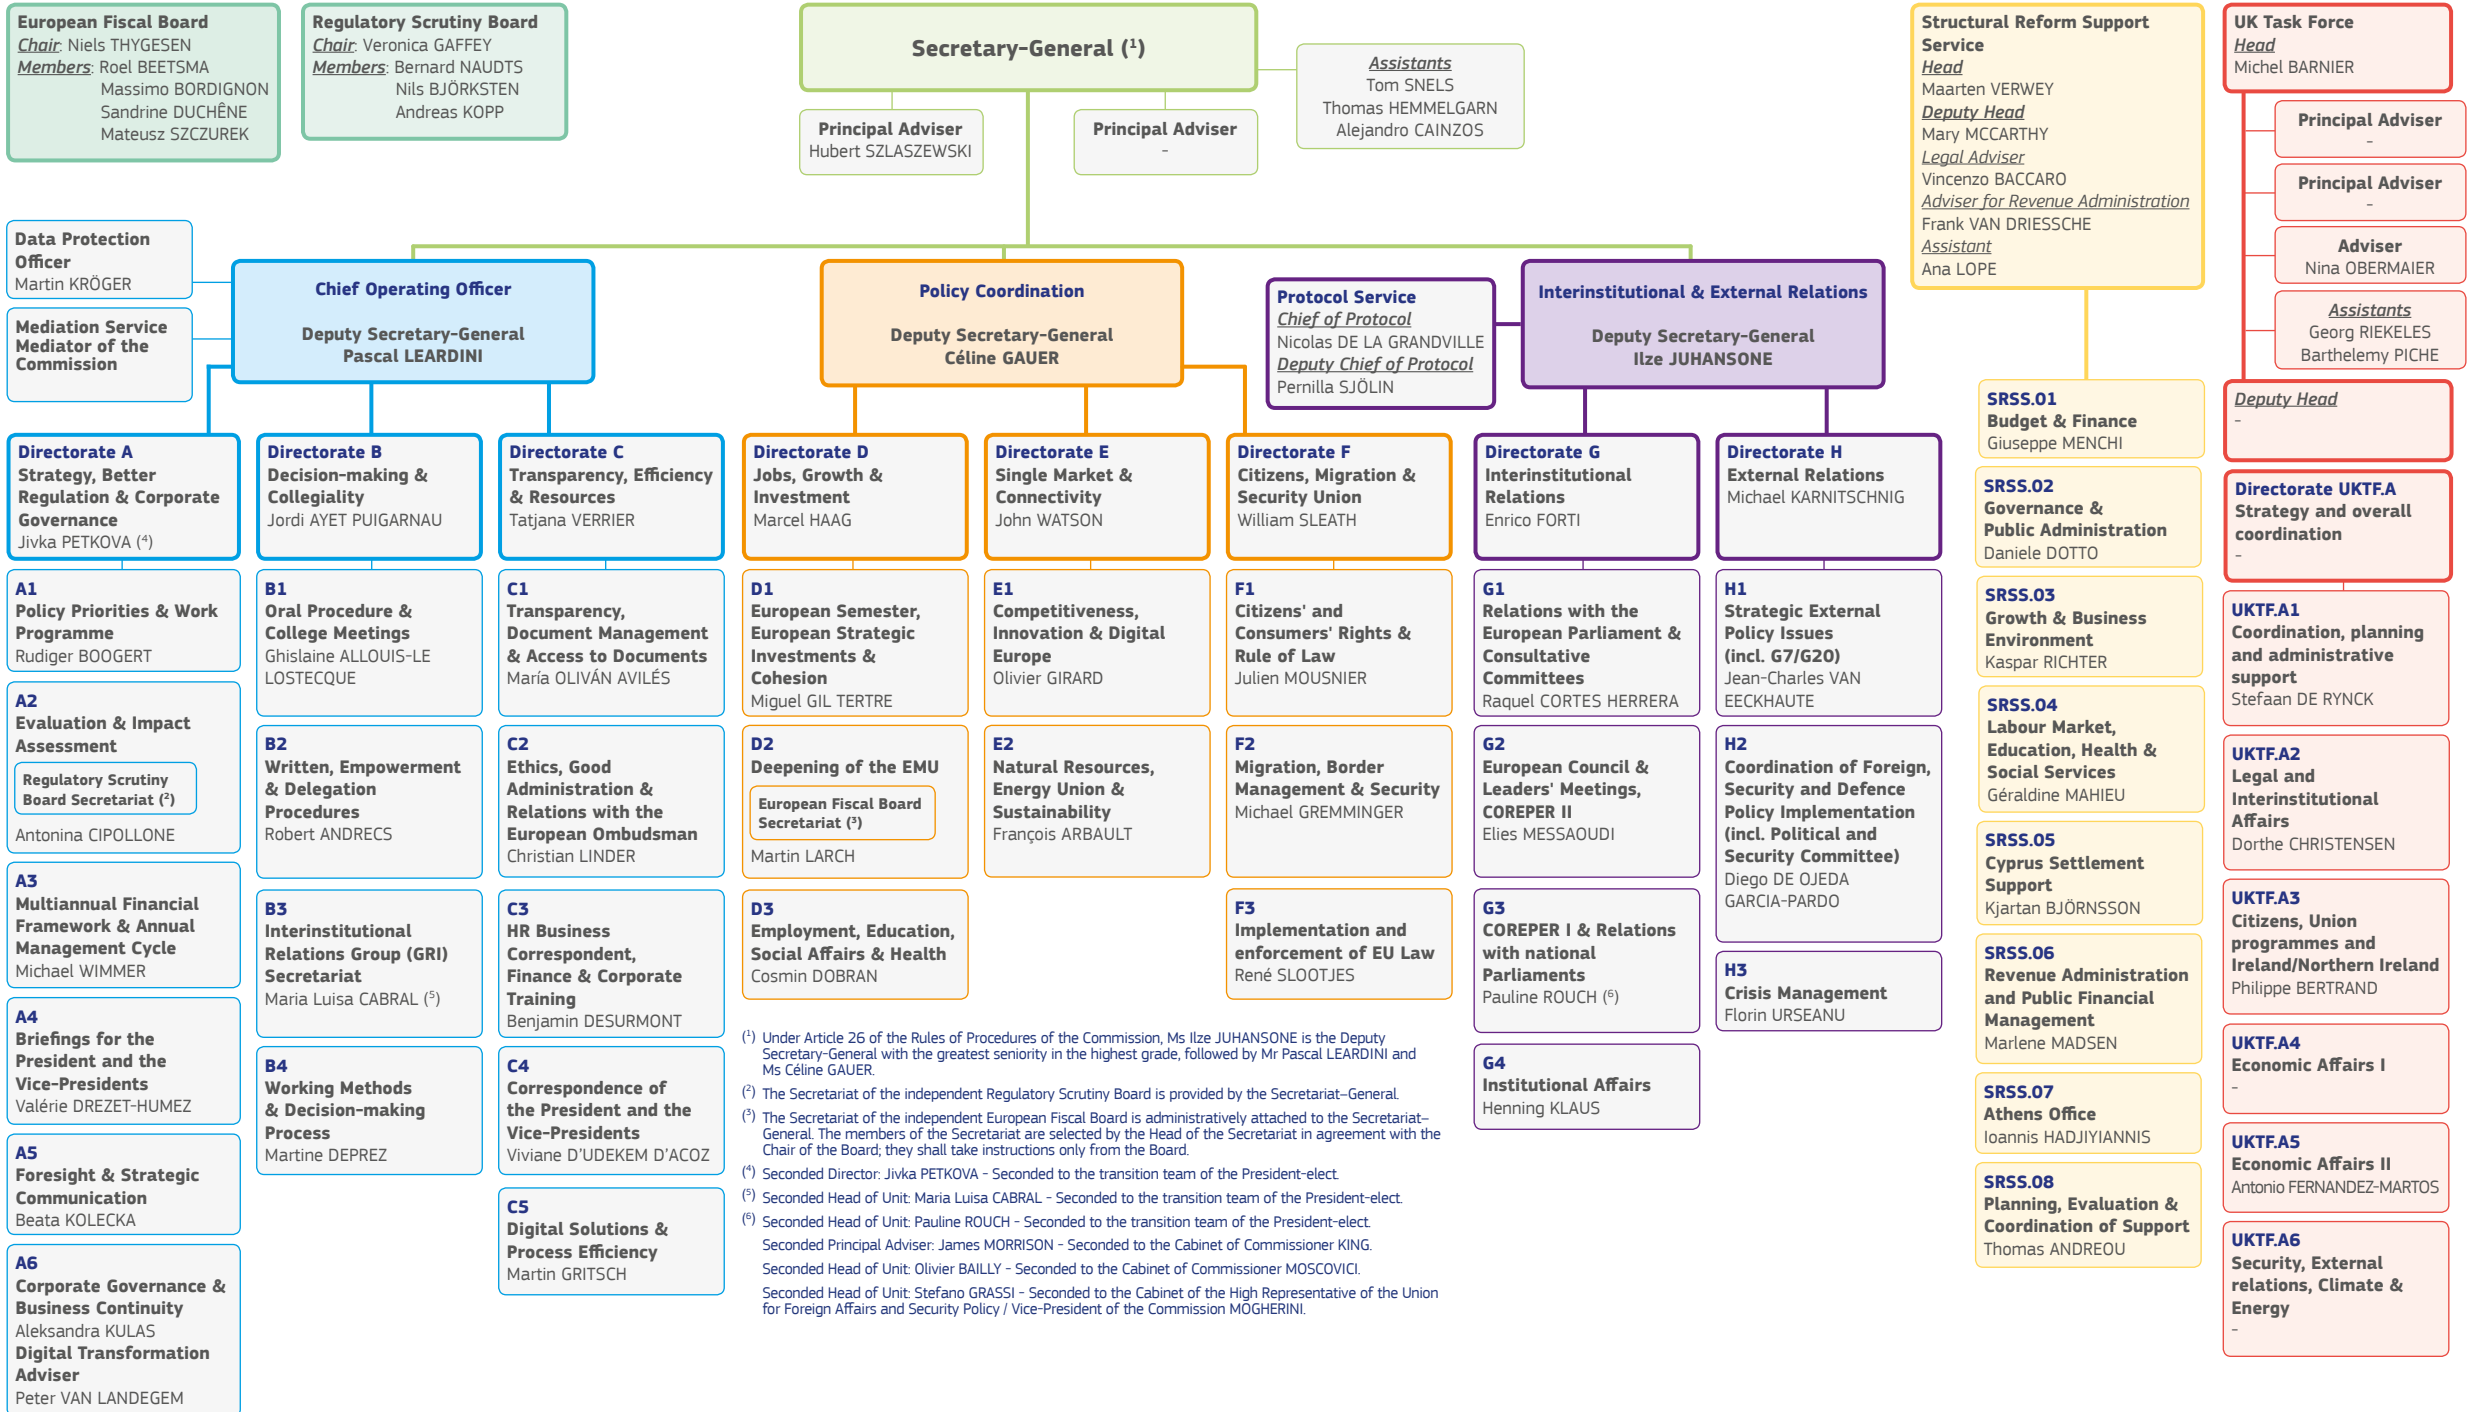 European Fiscal Board
Chair: Niels THYGESEN
Members: Roel BEETSMA
Massimo BORDIGNON
Sandrine DUCHÊNE
Mateusz SZCZUREK
Regulatory Scrutiny Board
Chair: Veronica GAFFEY
Members: Bernard NAUDTS
Nils BJÖRKSTEN
Andreas KOPP
Secretary-General (1)
Principal Adviser
Hubert SZLASZEWSKI
Principal Adviser
-
Assistants
Tom SNELS
Thomas HEMMELGARN
Alejandro CAINZOS
Structural Reform Support
Service
Head
Maarten VERWEY
Deputy Head
Mary MCCARTHY
Legal Adviser
Vincenzo BACCARO
Adviser for Revenue Administration
Frank VAN DRIESSCHE
Assistant
Ana LOPE
UK Task Force
Head
Michel BARNIER
Principal Adviser
-
Principal Adviser
-
Adviser
Nina OBERMAIER
Assistants
Georg RIEKELES
Barthelemy PICHE
Deputy Head
-
Data Protection
Officer
Martin KRÖGER
Mediation Service
Mediator of the
Commission
Chief Operating Officer
Deputy Secretary-General
Pascal LEARDINI
Policy Coordination
Deputy Secretary-General
Céline GAUER
Protocol Service
Chief of Protocol
Nicolas DE LA GRANDVILLE
Deputy Chief of Protocol
Pernilla SJÖLIN
Interinstitutional & External Relations
Deputy Secretary-General
Ilze JUHANSONE
Directorate A
Strategy, Better
Regulation & Corporate
Governance
Jivka PETKOVA (4)
A1
Policy Priorities & Work
Programme
Rudiger BOOGERT
A2
Evaluation & Impact
Assessment
Regulatory Scrutiny
Board Secretariat (2)
Antonina CIPOLLONE
A3
Multiannual Financial
Framework & Annual
Management Cycle
Michael WIMMER
A4
Briefings for the
President and the
Vice-Presidents
Valérie DREZET-HUMEZ
A5
Foresight & Strategic
Communication
Beata KOLECKA
A6
Corporate Governance &
Business Continuity
Aleksandra KULAS
Digital Transformation
Adviser
Peter VAN LANDEGEM
Directorate B
Decision-making &
Collegiality
Jordi AYET PUIGARNAU
B1
Oral Procedure &
College Meetings
Ghislaine ALLOUIS-LE
LOSTECQUE
B2
Written, Empowerment
& Delegation
Procedures
Robert ANDRECS
B3
Interinstitutional
Relations Group (GRI)
Secretariat
Maria Luisa CABRAL (5)
B4
Working Methods
& Decision-making
Process
Martine DEPREZ
Directorate C
Transparency, Efficiency
& Resources
Tatjana VERRIER
C1
Transparency,
Document Management
& Access to Documents
María OLIVÁN AVILÉS
C2
Ethics, Good
Administration &
Relations with the
European Ombudsman
Christian LINDER
C3
HR Business
Correspondent,
Finance & Corporate
Training
Benjamin DESURMONT
C4
Correspondence of
the President and the
Vice-Presidents
Viviane D'UDEKEM D'ACOZ
C5
Digital Solutions &
Process Efficiency
Martin GRITSCH
Directorate D
Jobs, Growth &
Investment
Marcel HAAG
D1
European Semester,
European Strategic
Investments &
Cohesion
Miguel GIL TERTRE
D2
Deepening of the EMU
European Fiscal Board
Secretariat (3)
Martin LARCH
D3
Employment, Education,
Social Affairs & Health
Cosmin DOBRAN
Directorate E
Single Market &
Connectivity
John WATSON
E1
Competitiveness,
Innovation & Digital
Europe
Olivier GIRARD
E2
Natural Resources,
Energy Union &
Sustainability
François ARBAULT
Directorate F
Citizens, Migration &
Security Union
William SLEATH
F1
Citizens' and
Consumers' Rights &
Rule of Law
Julien MOUSNIER
F2
Migration, Border
Management & Security
Michael GREMMINGER
F3
Implementation and
enforcement of EU Law
René SLOOTJES
Directorate G
Interinstitutional
Relations
Enrico FORTI
G1
Relations with the
European Parliament &
Consultative
Committees
Raquel CORTES HERRERA
G2
European Council &
Leaders' Meetings,
COREPER II
Elies MESSAOUDI
G3
COREPER I & Relations
with national
Parliaments
Pauline ROUCH (6)
G4
Institutional Affairs
Henning KLAUS
Directorate H
External Relations
Michael KARNITSCHNIG
H1
Strategic External
Policy Issues
(incl. G7/G20)
Jean-Charles VAN
EECKHAUTE
H2
Coordination of Foreign,
Security and Defence
Policy Implementation
(incl. Political and
Security Committee)
Diego DE OJEDA
GARCIA-PARDO
H3
Crisis Management
Florin URSEANU
SRSS.01
Budget & Finance
Giuseppe MENCHI
SRSS.02
Governance &
Public Administration
Daniele DOTTO
SRSS.03
Growth & Business
Environment
Kaspar RICHTER
SRSS.04
Labour Market,
Education, Health &
Social Services
Géraldine MAHIEU
SRSS.05
Cyprus Settlement
Support
Kjartan BJÖRNSSON
SRSS.06
Revenue Administration
and Public Financial
Management
Marlene MADSEN
SRSS.07
Athens Office
Ioannis HADJIYIANNIS
SRSS.08
Planning, Evaluation &
Coordination of Support
Thomas ANDREOU
Directorate UKTF.A
Strategy and overall
coordination
-
UKTF.A1
Coordination, planning
and administrative
support
Stefaan DE RYNCK
UKTF.A2
Legal and
Interinstitutional
Affairs
Dorthe CHRISTENSEN
UKTF.A3
Citizens, Union
programmes and
Ireland/Northern Ireland
Philippe BERTRAND
UKTF.A4
Economic Affairs I
-
UKTF.A5
Economic Affairs II
Antonio FERNANDEZ-MARTOS
UKTF.A6
Security, External
relations, Climate &
Energy
-
(1) Under Article 26 of the Rules of Procedures of the Commission, Ms Ilze JUHANSONE is the Deputy
Secretary-General with the greatest seniority in the highest grade, followed by Mr Pascal LEARDINI and
Ms Céline GAUER.
(2) The Secretariat of the independent Regulatory Scrutiny Board is provided by the Secretariat–General.
(3) The Secretariat of the independent European Fiscal Board is administratively attached to the Secretariat–
General. The members of the Secretariat are selected by the Head of the Secretariat in agreement with the
Chair of the Board; they shall take instructions only from the Board.
(4) Seconded Director: Jivka PETKOVA - Seconded to the transition team of the President-elect.
(5) Seconded Head of Unit: Maria Luisa CABRAL - Seconded to the transition team of the President-elect.
(6) Seconded Head of Unit: Pauline ROUCH - Seconded to the transition team of the President-elect.
Seconded Principal Adviser: James MORRISON - Seconded to the Cabinet of Commissioner KING.
Seconded Head of Unit: Olivier BAILLY - Seconded to the Cabinet of Commissioner MOSCOVICI.
Seconded Head of Unit: Stefano GRASSI - Seconded to the Cabinet of the High Representative of the Union
for Foreign Affairs and Security Policy / Vice-President of the Commission MOGHERINI.